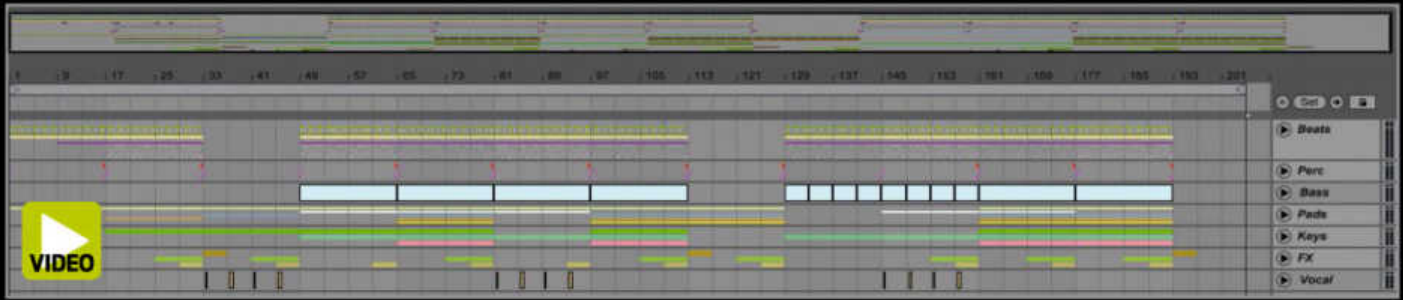 1 9 17 25 33 41 49 57 65 73 81 89 97 105 113 121 129 137 145 153 161 169 177 185 193 201
Set
Beats
Perc
Bass
Pads
Keys
FX
Vocal
VIDEO